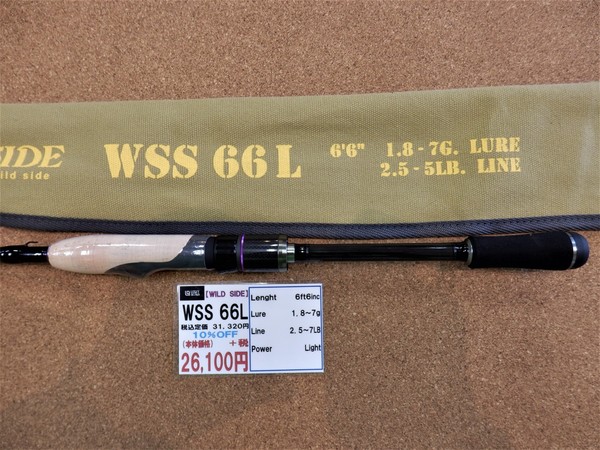 SIDE
ild side
WSS 66L
6'6" 1.8-7G. LURE
2.5-5LB. LINE
【WILD SIDE】
WSS 66L
税込定価 31,320円
10%OFF
(本体価格) +税
26,100円
Lenght 6ft6inc
Lure 1.8~7g
Line 2.5~7LB
Power Light